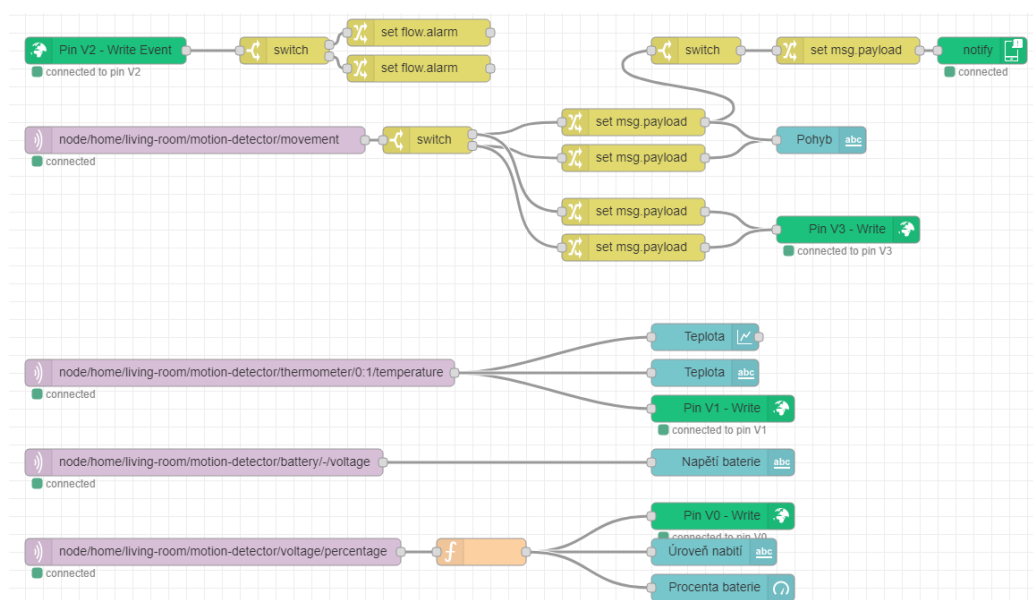 Pin V2 - Write Event
connected to pin V2
switch
set flow.alarm
set flow.alarm
switch
set msg.payload
notify
connected
node/home/living-room/motion-detector/movement
connected
switch
set msg.payload
set msg.payload
Pohyb
abc
set msg.payload
set msg.payload
Pin V3 - Write
connected to pin V3
node/home/living-room/motion-detector/thermometer/0:1/temperature
connected
Teplota
Teplota
abc
Pin V1 - Write
connected to pin V1
node/home/living-room/motion-detector/battery/-/voltage
connected
Napětí baterie
abc
node/home/living-room/motion-detector/voltage/percentage
connected
f
Pin V0 - Write
connected to pin V0
Úroveň nabití
abc
Procenta baterie